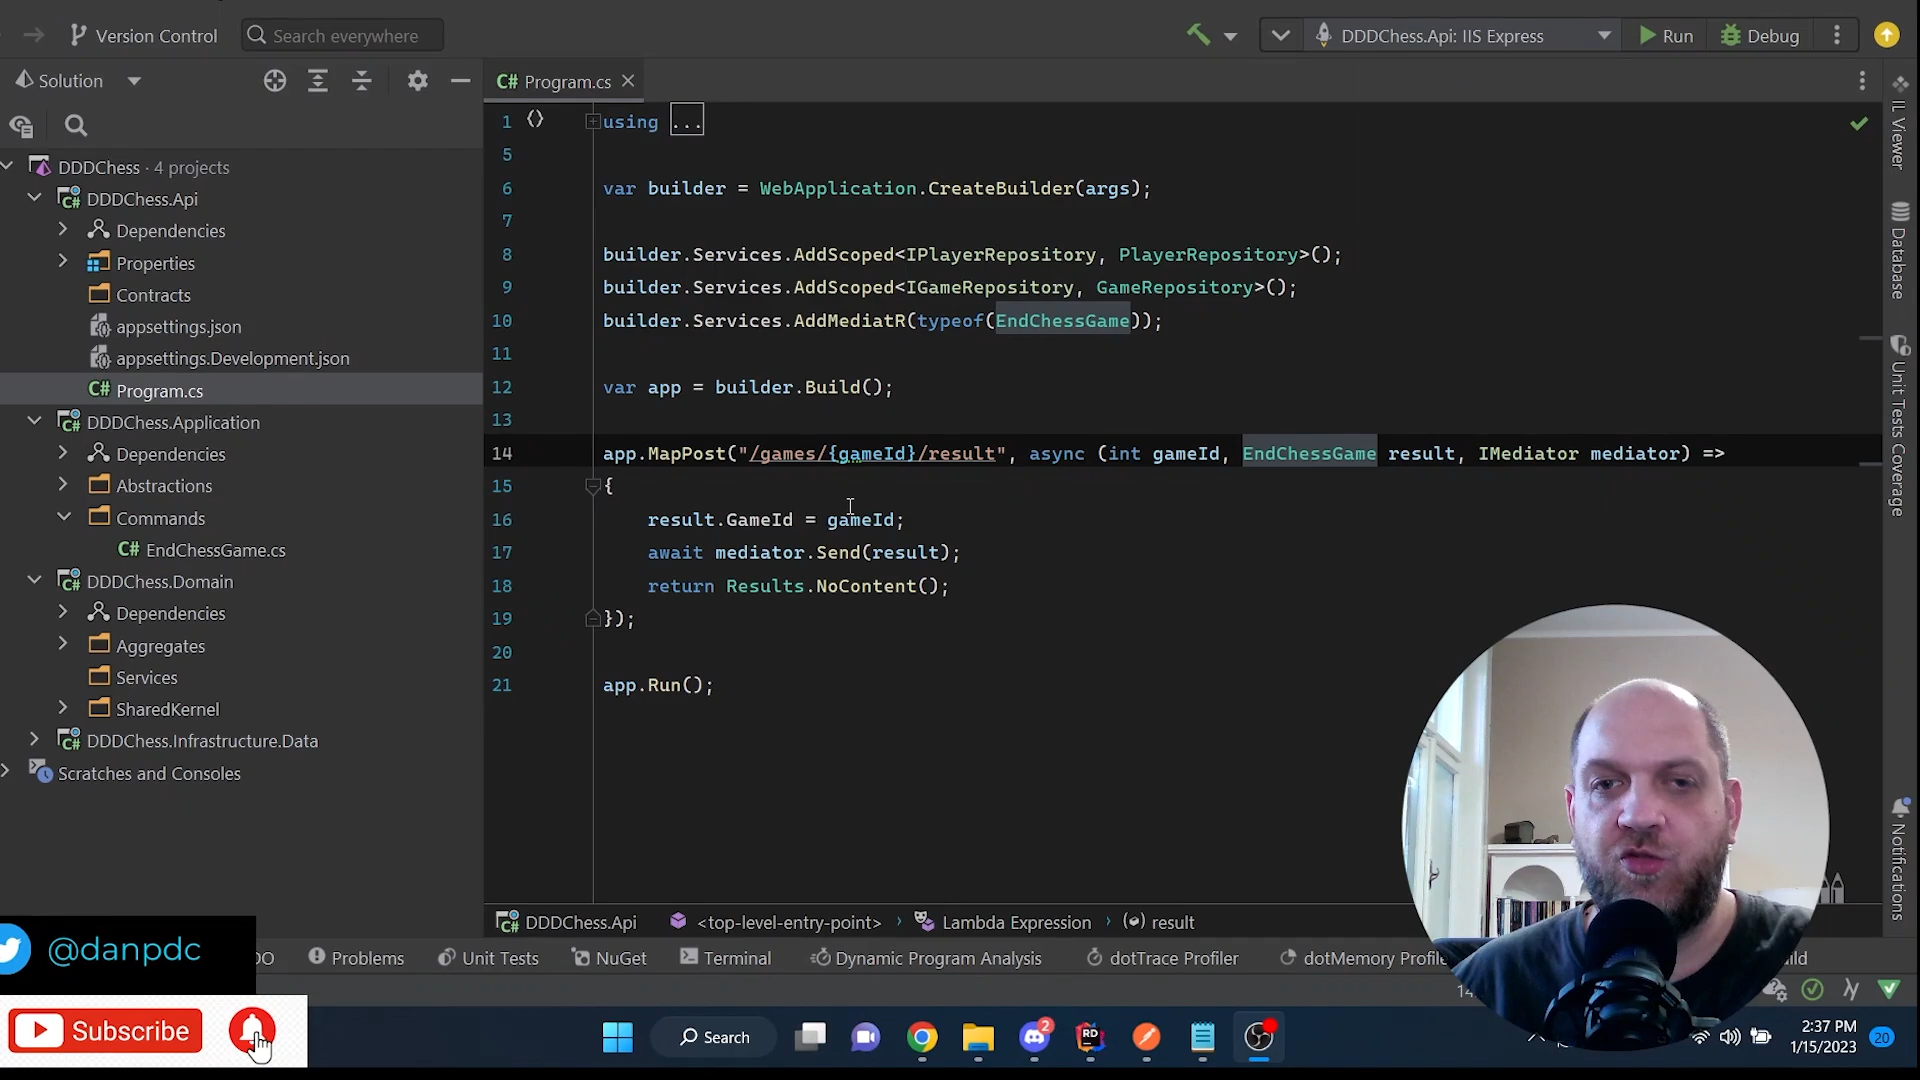 Version Control
Search everywhere
DDDChess.Api: IIS Express
Run
Debug
Solution
C# Program.cs
DDDChess · 4 projects
DDDChess.Api
Dependencies
Properties
Contracts
appsettings.json
appsettings.Development.json
C# Program.cs
DDDChess.Application
Dependencies
Abstractions
Commands
C# EndChessGame.cs
DDDChess.Domain
Dependencies
Aggregates
Services
SharedKernel
DDDChess.Infrastructure.Data
Scratches and Consoles
1 using ...
5
6 var builder = WebApplication.CreateBuilder(args);
7
8 builder.Services.AddScoped<IPlayerRepository, PlayerRepository>();
9 builder.Services.AddScoped<IGameRepository, GameRepository>();
10 builder.Services.AddMediatR(typeof(EndChessGame));
11
12 var app = builder.Build();
13
14 app.MapPost("/games/{gameId}/result", async (int gameId, EndChessGame result, IMediator mediator) =>
15 {
16 result.GameId = gameId;
17 await mediator.Send(result);
18 return Results.NoContent();
19 });
20
21 app.Run();
IL Viewer
Database
Unit Tests Coverage
Notifications
DDDChess.Api <top-level-entry-point> Lambda Expression result
Problems Unit Tests NuGet Terminal Dynamic Program Analysis dotTrace Profiler dotMemory
@danpdc
Subscribe
Search
2
RD
2:37 PM
1/15/2023
20